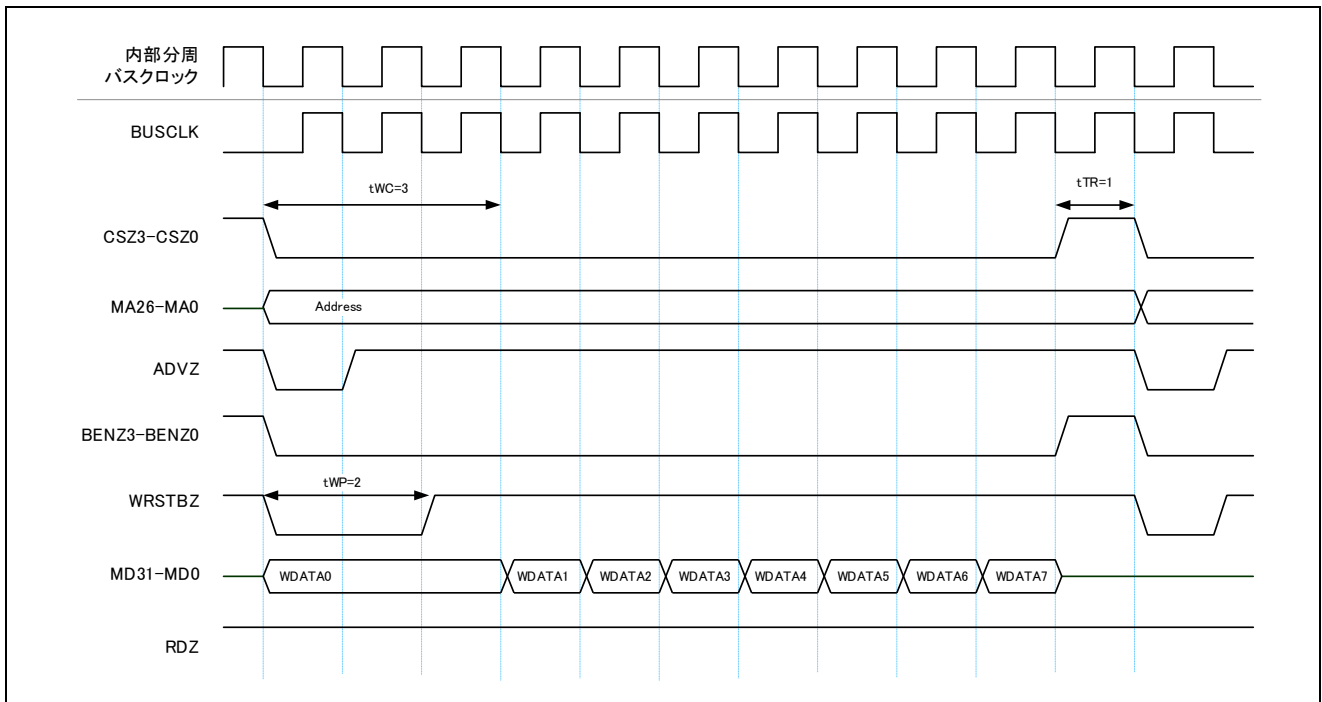 内部分周
バスクロック
BUSCLK
tWC=3
tTR=1
CSZ3-CSZ0
MA26-MA0
Address
ADVZ
BENZ3-BENZ0
tWP=2
WRSTBZ
MD31-MD0
WDATA0
WDATA1
WDATA2
WDATA3
WDATA4
WDATA5
WDATA6
WDATA7
RDZ